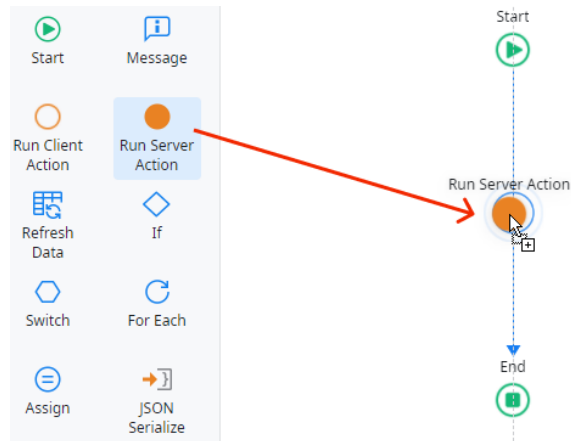 Start
Message
Run Client
Action
Run Server
Action
Refresh
Data
If
Switch
For Each
Assign
JSON
Serialize
Start
Run Server Action
End